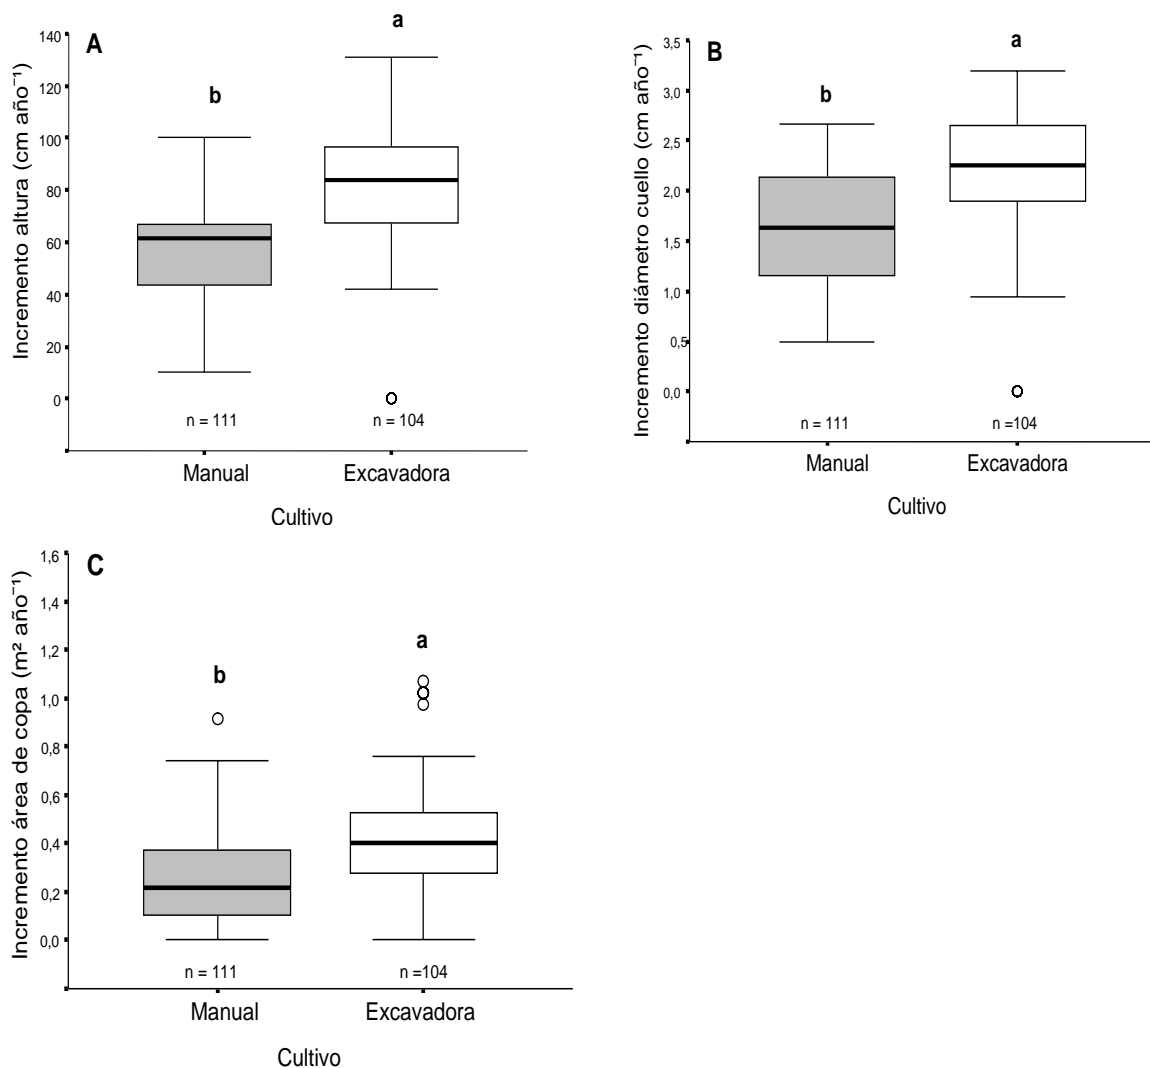 A
a
b
Incremento altura (cm año⁻¹)
140
120
100
80
60
40
20
0
n = 111
n = 104
Manual
Excavadora
Cultivo
B
a
b
Incremento diámetro cuello (cm año⁻¹)
3,5
3,0
2,5
2,0
1,5
1,0
0,5
0,0
n = 111
n =104
Manual
Excavadora
Cultivo
C
a
b
Incremento área de copa (m² año⁻¹)
1,6
1,4
1,2
1,0
0,8
0,6
0,4
0,2
0,0
n = 111
n =104
Manual
Excavadora
Cultivo